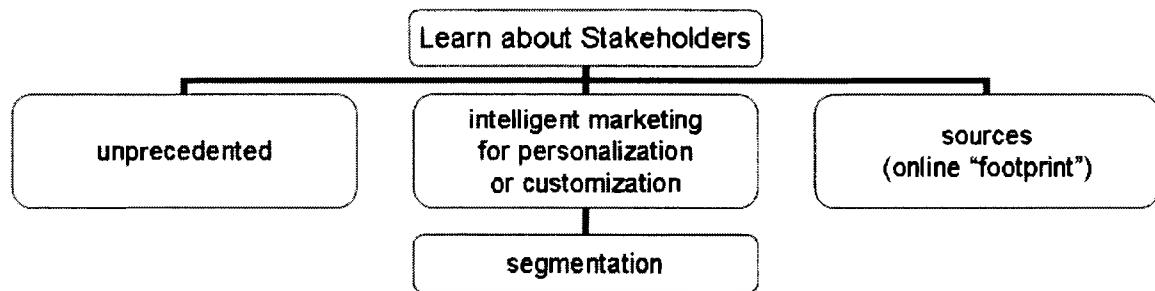 Learn about Stakeholders
unprecedented
intelligent marketing
for personalization
or customization
sources
(online “footprint”)
segmentation